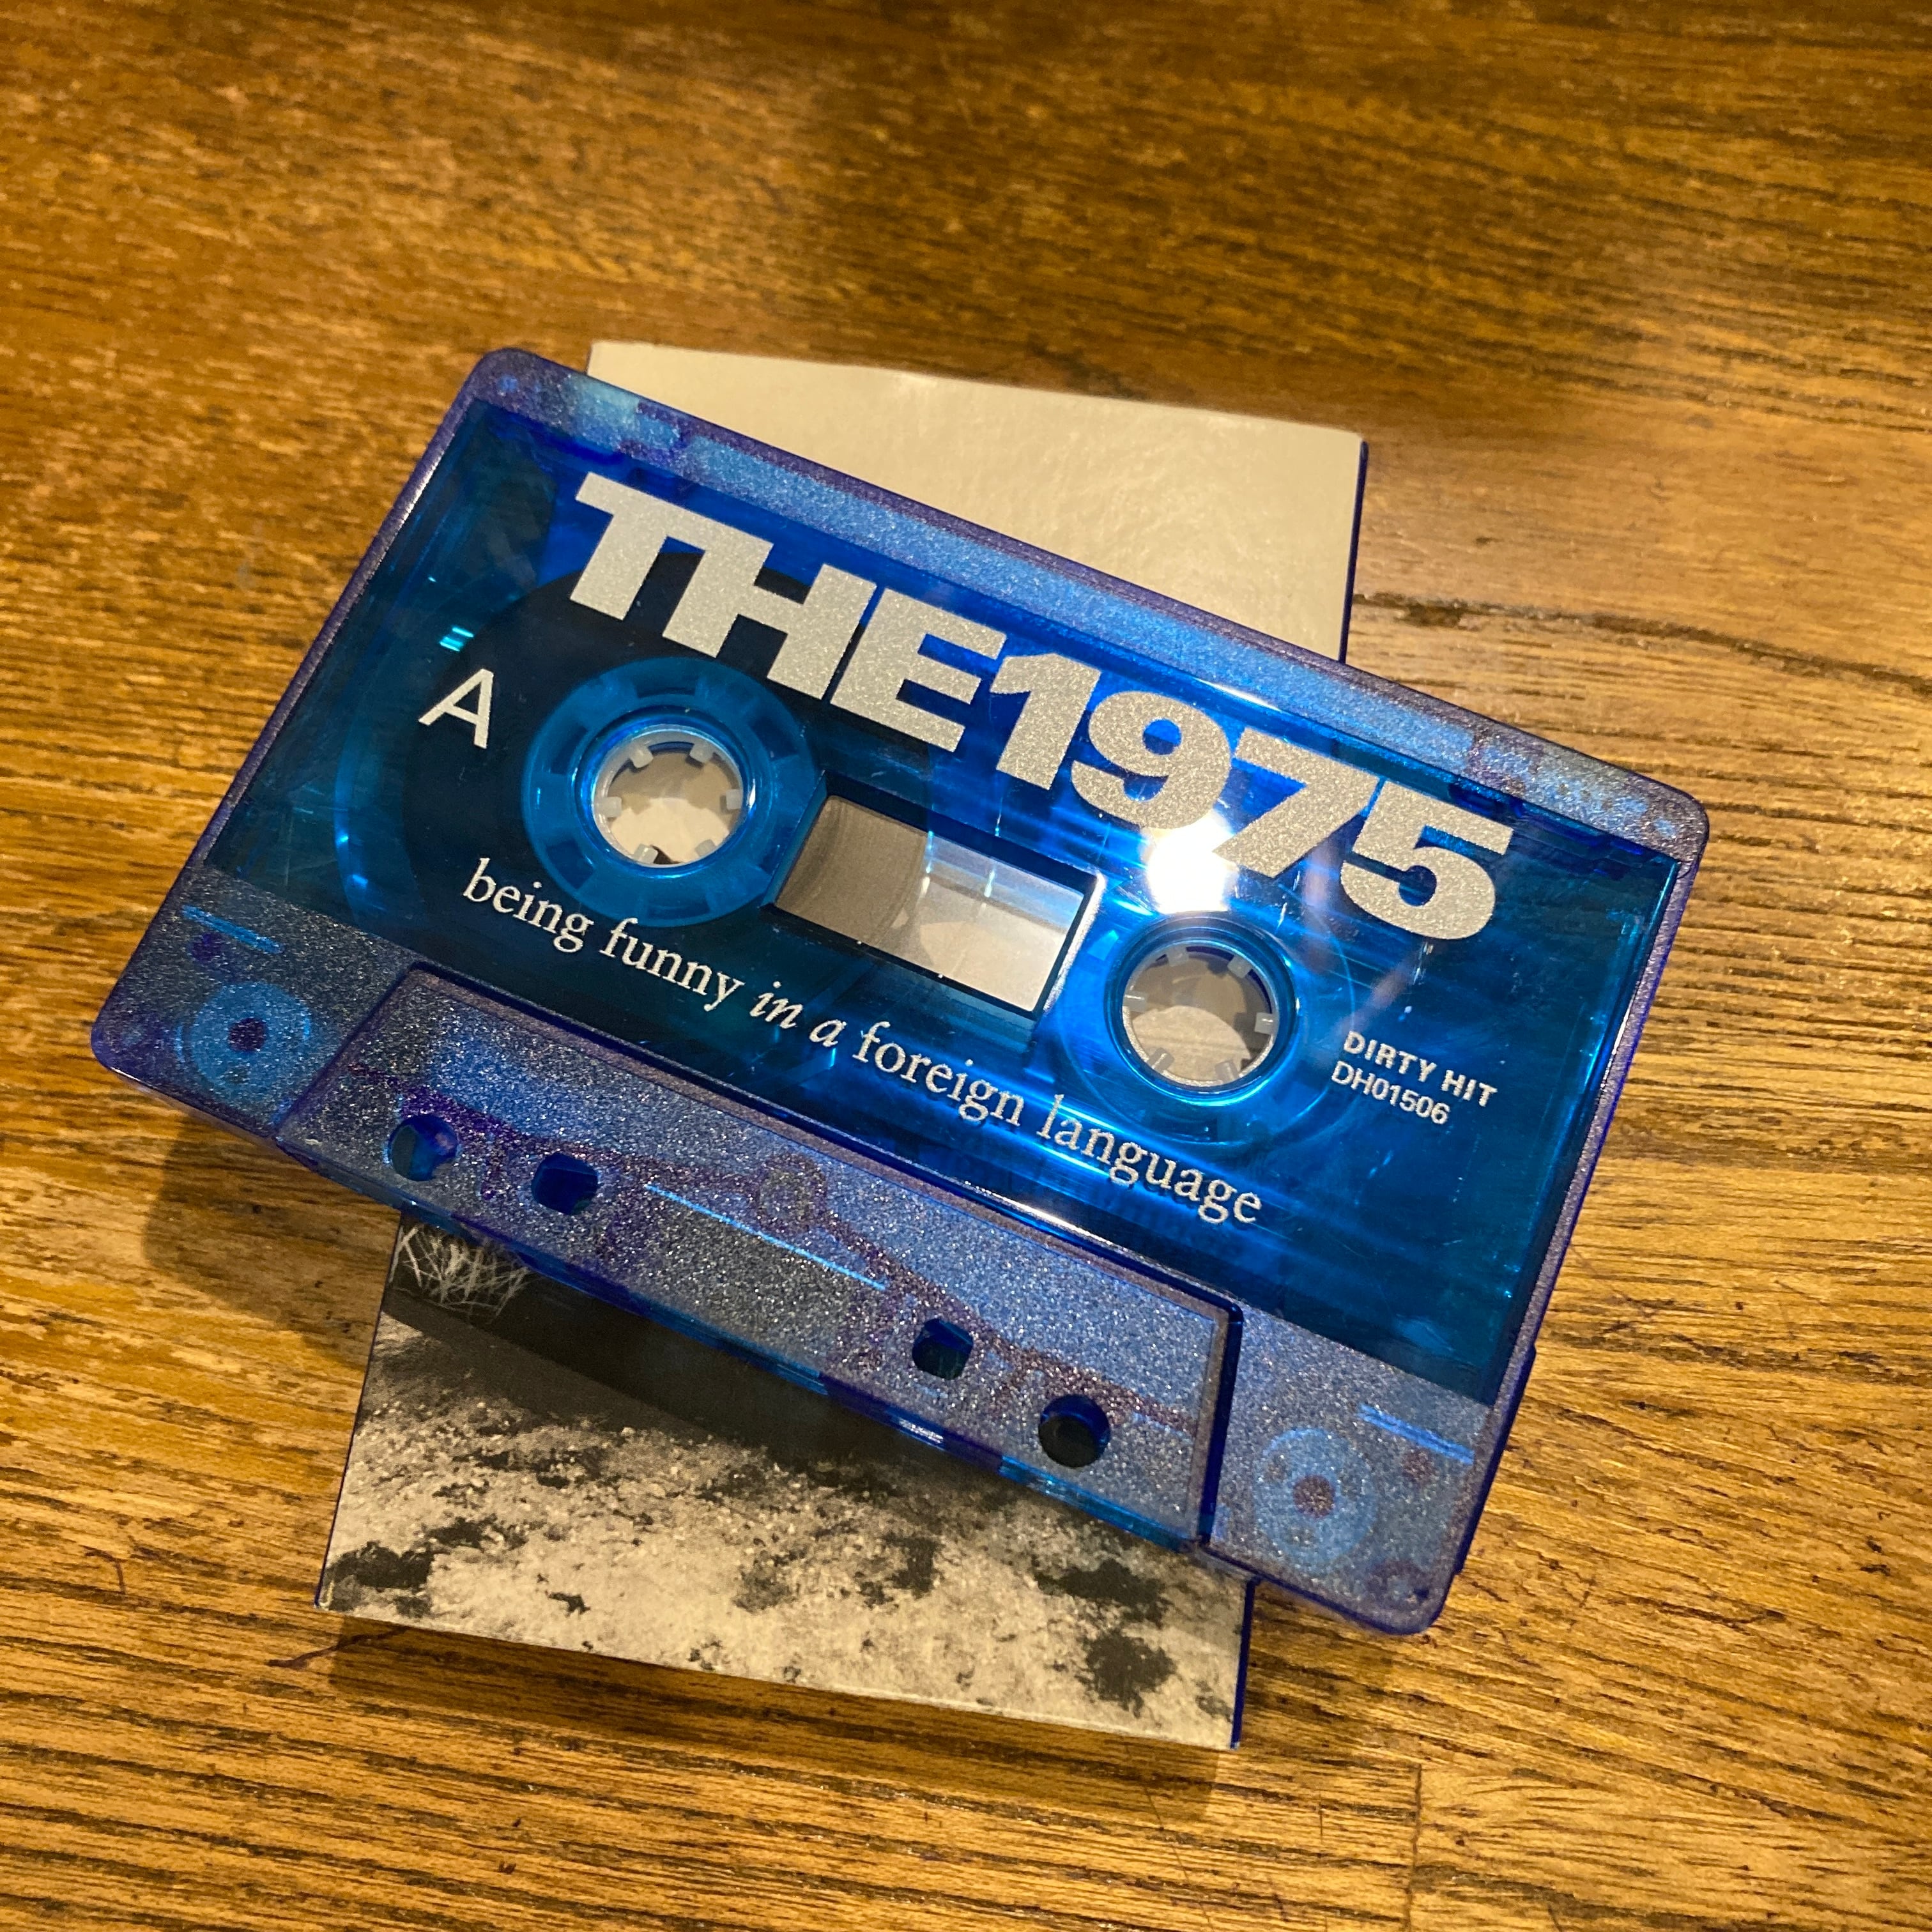 THE1975
A
being funny in a foreign language
DIRTY HIT
DH01506